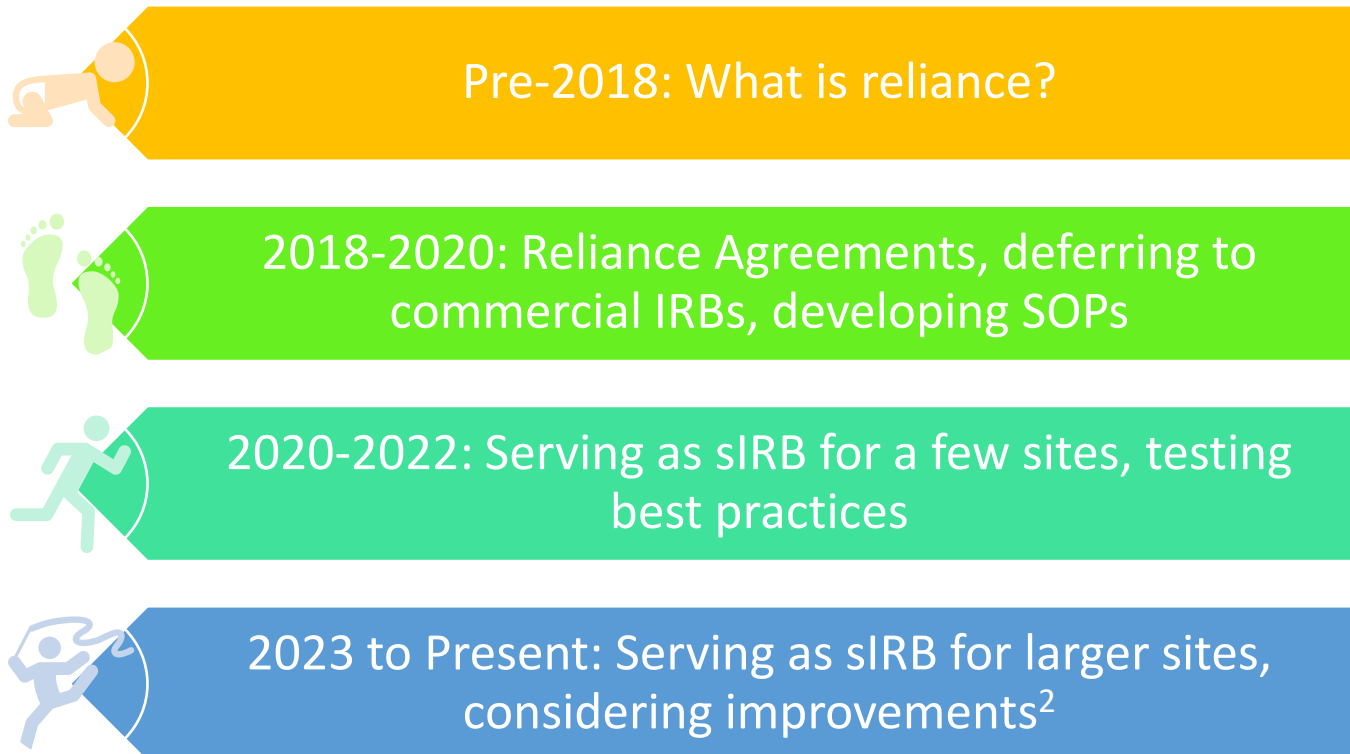 Pre-2018: What is reliance?
2018-2020: Reliance Agreements, deferring to
commercial IRBs, developing SOPs
2020-2022: Serving as sIRB for a few sites, testing
best practices
2023 to Present: Serving as sIRB for larger sites,
considering improvements²